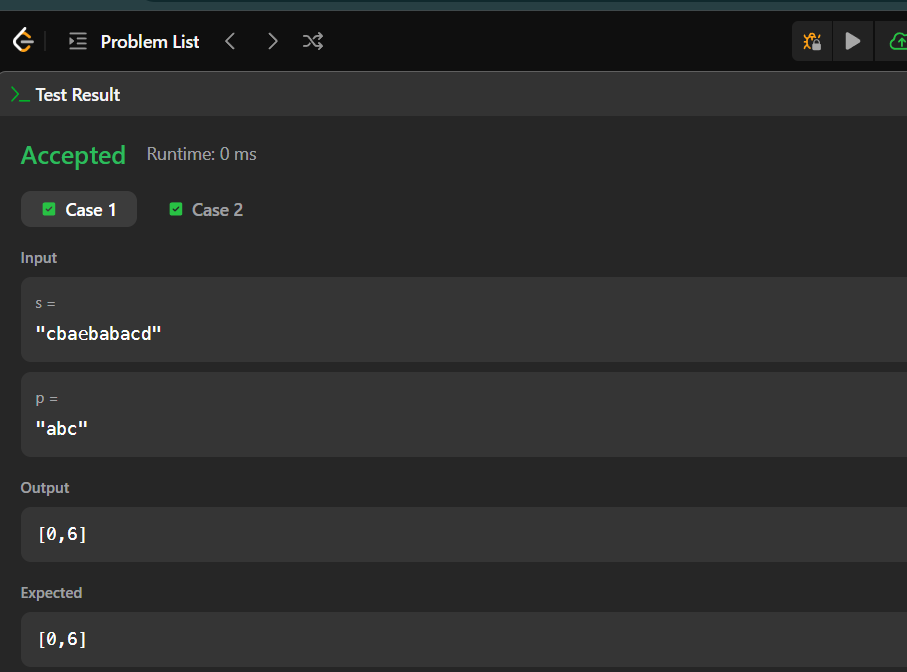 Problem List
Test Result
Accepted Runtime: 0 ms
Case 1 Case 2
Input
s =
"cbaebabacd"
p =
"abc"
Output
[0,6]
Expected
[0,6]